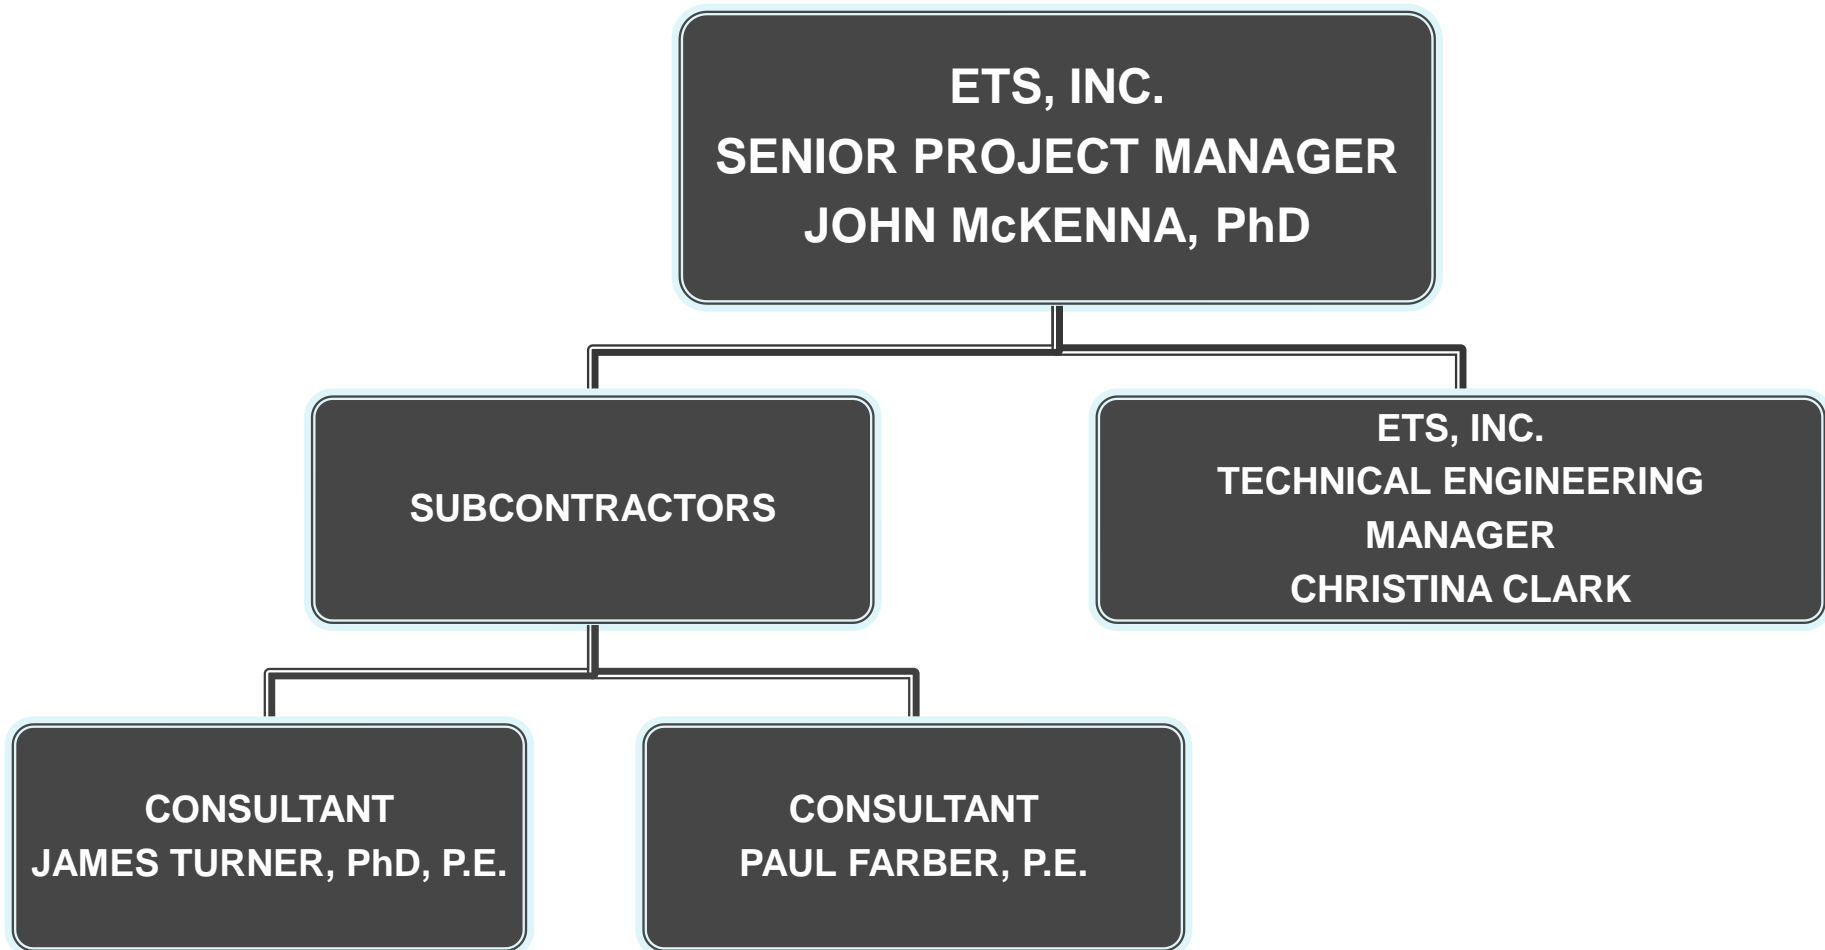 ETS, INC.
SENIOR PROJECT MANAGER
JOHN McKENNA, PhD
SUBCONTRACTORS
ETS, INC.
TECHNICAL ENGINEERING
MANAGER
CHRISTINA CLARK
CONSULTANT
JAMES TURNER, PhD, P.E.
CONSULTANT
PAUL FARBER, P.E.